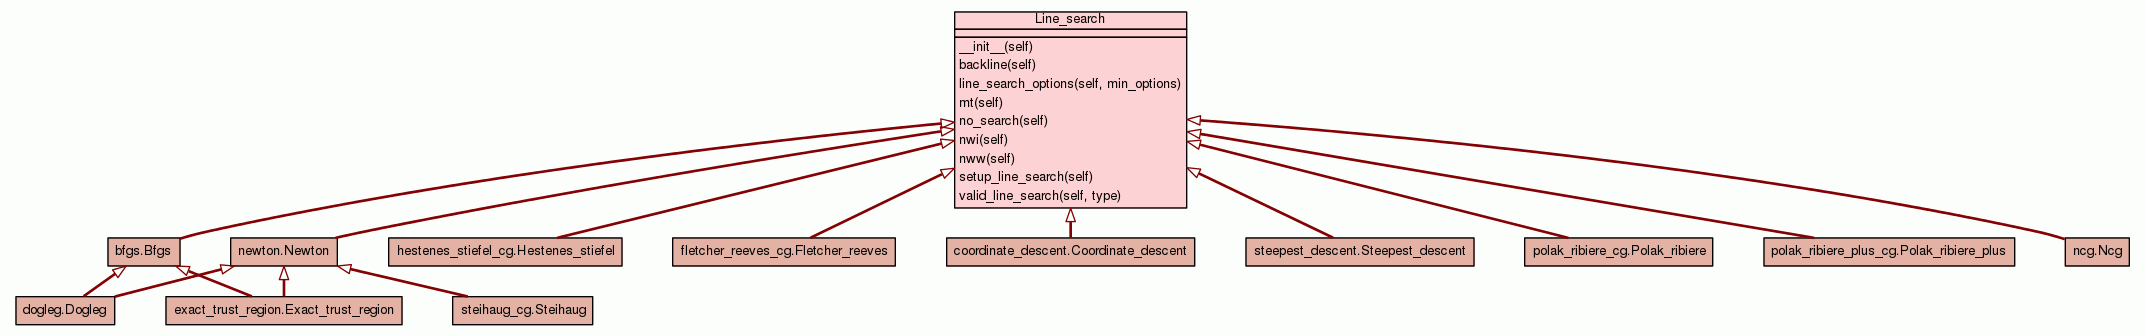 Line_search
__init__(self)
backline(self)
line_search_options(self, min_options)
mt(self)
no_search(self)
nwi(self)
nww(self)
setup_line_search(self)
valid_line_search(self, type)
bfgs.Bfgs
newton.Newton
hestenes_stiefel_cg.Hestenes_stiefel
fletcher_reeves_cg.Fletcher_reeves
coordinate_descent.Coordinate_descent
steepest_descent.Steepest_descent
polak_ribiere_cg.Polak_ribiere
polak_ribiere_plus_cg.Polak_ribiere_plus
ncg.Ncg
dogleg.Dogleg
exact_trust_region.Exact_trust_region
steihaug_cg.Steihaug